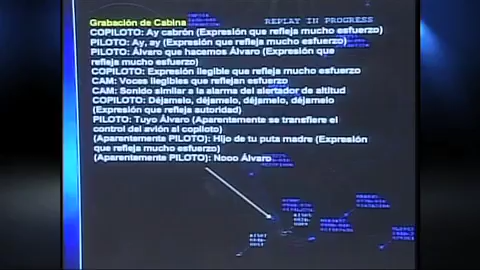 Grabación de Cabina
REPLAY IN PROGRESS
COPILOTO: Ay cabrón (Expresión que refleja mucho esfuerzo)
PILOTO: Ay, ay (Expresión que refleja mucho esfuerzo)
PILOTO: Álvaro que hacemos Álvaro (Expresión que
refleja mucho esfuerzo)
COPILOTO: Expresión ilegible que reflejan mucho esfuerzo
CAM: Voces ilegibles que reflejan esfuerzo
CAM: Sonido similar a la alarma del alertador de altitud
COPILOTO: Déjamelo, déjamelo, déjamelo, déjamelo
(Expresión que refleja autoridad)
PILOTO: Tuyo Álvaro (Aparentemente se transfiere el
control del avión al copiloto)
(Aparentemente PILOTO): Hijo de tu puta madre (Expresión
que refleja mucho esfuerzo)
(Aparentemente PILOTO): Nooo Álvaro